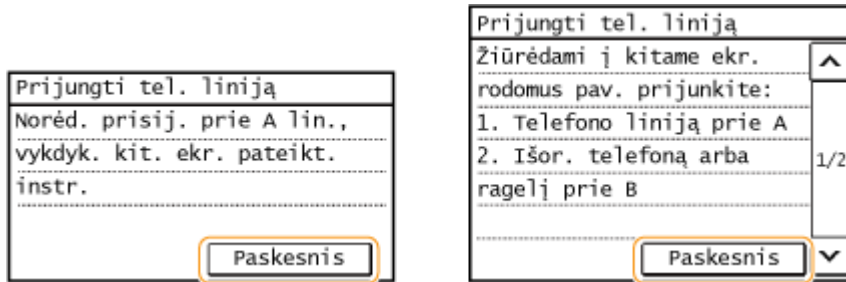 Prijungti tel. liniją
Norėd. prisij. prie A lin.,
vykdyk. kit. ekr. pateikt.
instr.
Paskesnis
Prijungti tel. liniją
Žiūrėdami į kitame ekr.
rodomus pav. prijunkite:
1. Telefono liniją prie A
2. Išor. telefoną arba
ragelį prie B
1/2
Paskesnis